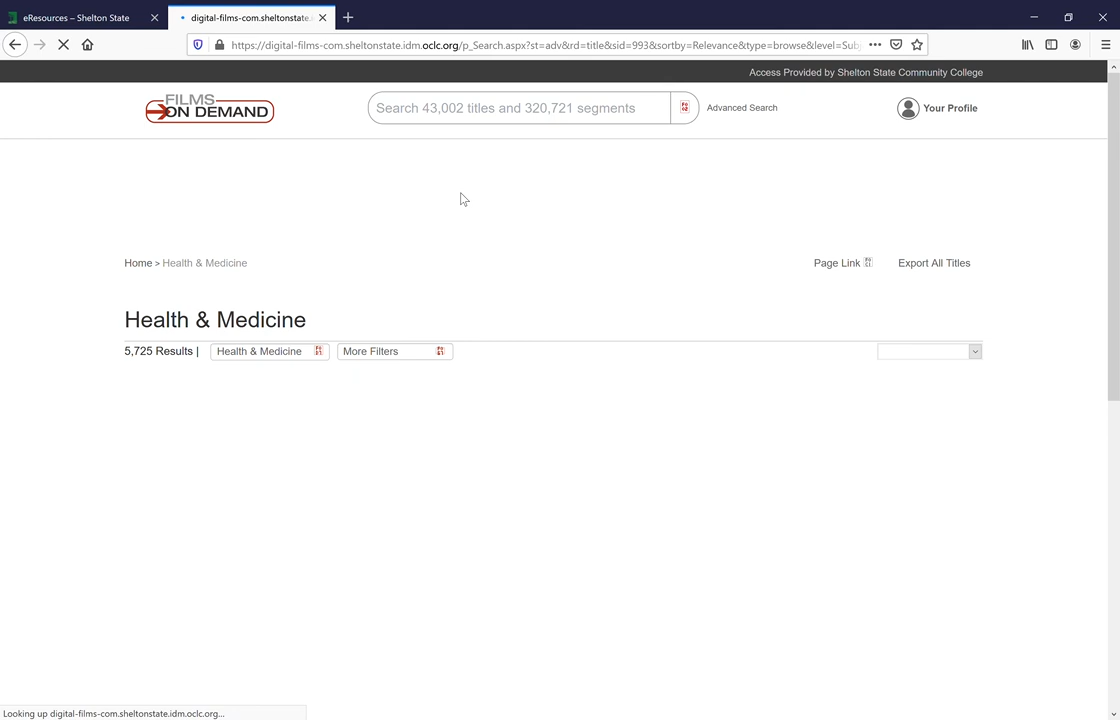 eResources – Shelton State
digital-films-com.sheltonstate.i
https://digital-films-com.sheltonstate.idm.oclc.org/p_Search.aspx?st=adv&rd=title&sid=993&sortby=Relevance&type=browse&level=Sub
Access Provided by Shelton State Community College
FILMS
ON DEMAND
Search 43,002 titles and 320,721 segments
Advanced Search
Your Profile
Home > Health & Medicine
Page Link
Export All Titles
Health & Medicine
5,725 Results |
Health & Medicine
More Filters
Looking up digital-films-com.sheltonstate.idm.oclc.org...